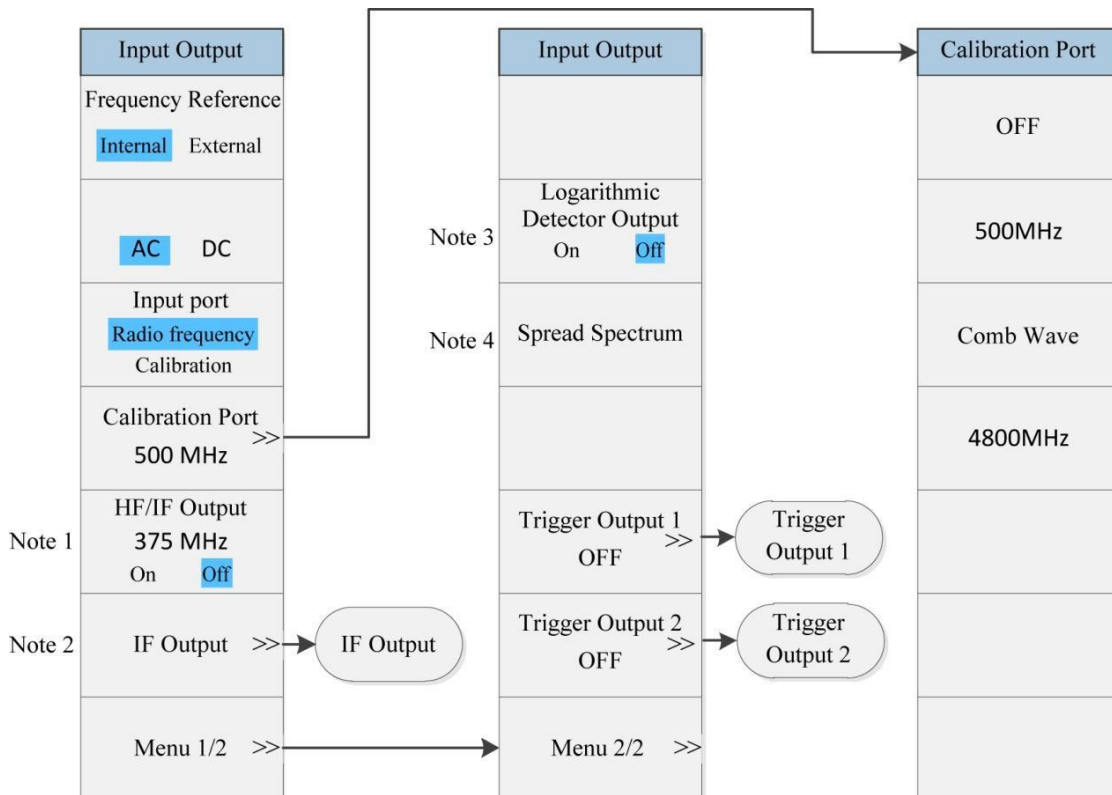 Input Output
Frequency Reference
Internal External
AC DC
Input port
Radio frequency
Calibration
Calibration Port
500 MHz
>>
Note 1
HF/IF Output
375 MHz
On Off
Note 2
IF Output >>
IF Output
Menu 1/2 >>
Input Output
Note 3
Logarithmic
Detector Output
On Off
Note 4
Spread Spectrum
Trigger Output 1
>>
OFF
Trigger
Output 1
Trigger Output 2
>>
OFF
Trigger
Output 2
Menu 2/2 >>
Calibration Port
OFF
500MHz
Comb Wave
4800MHz